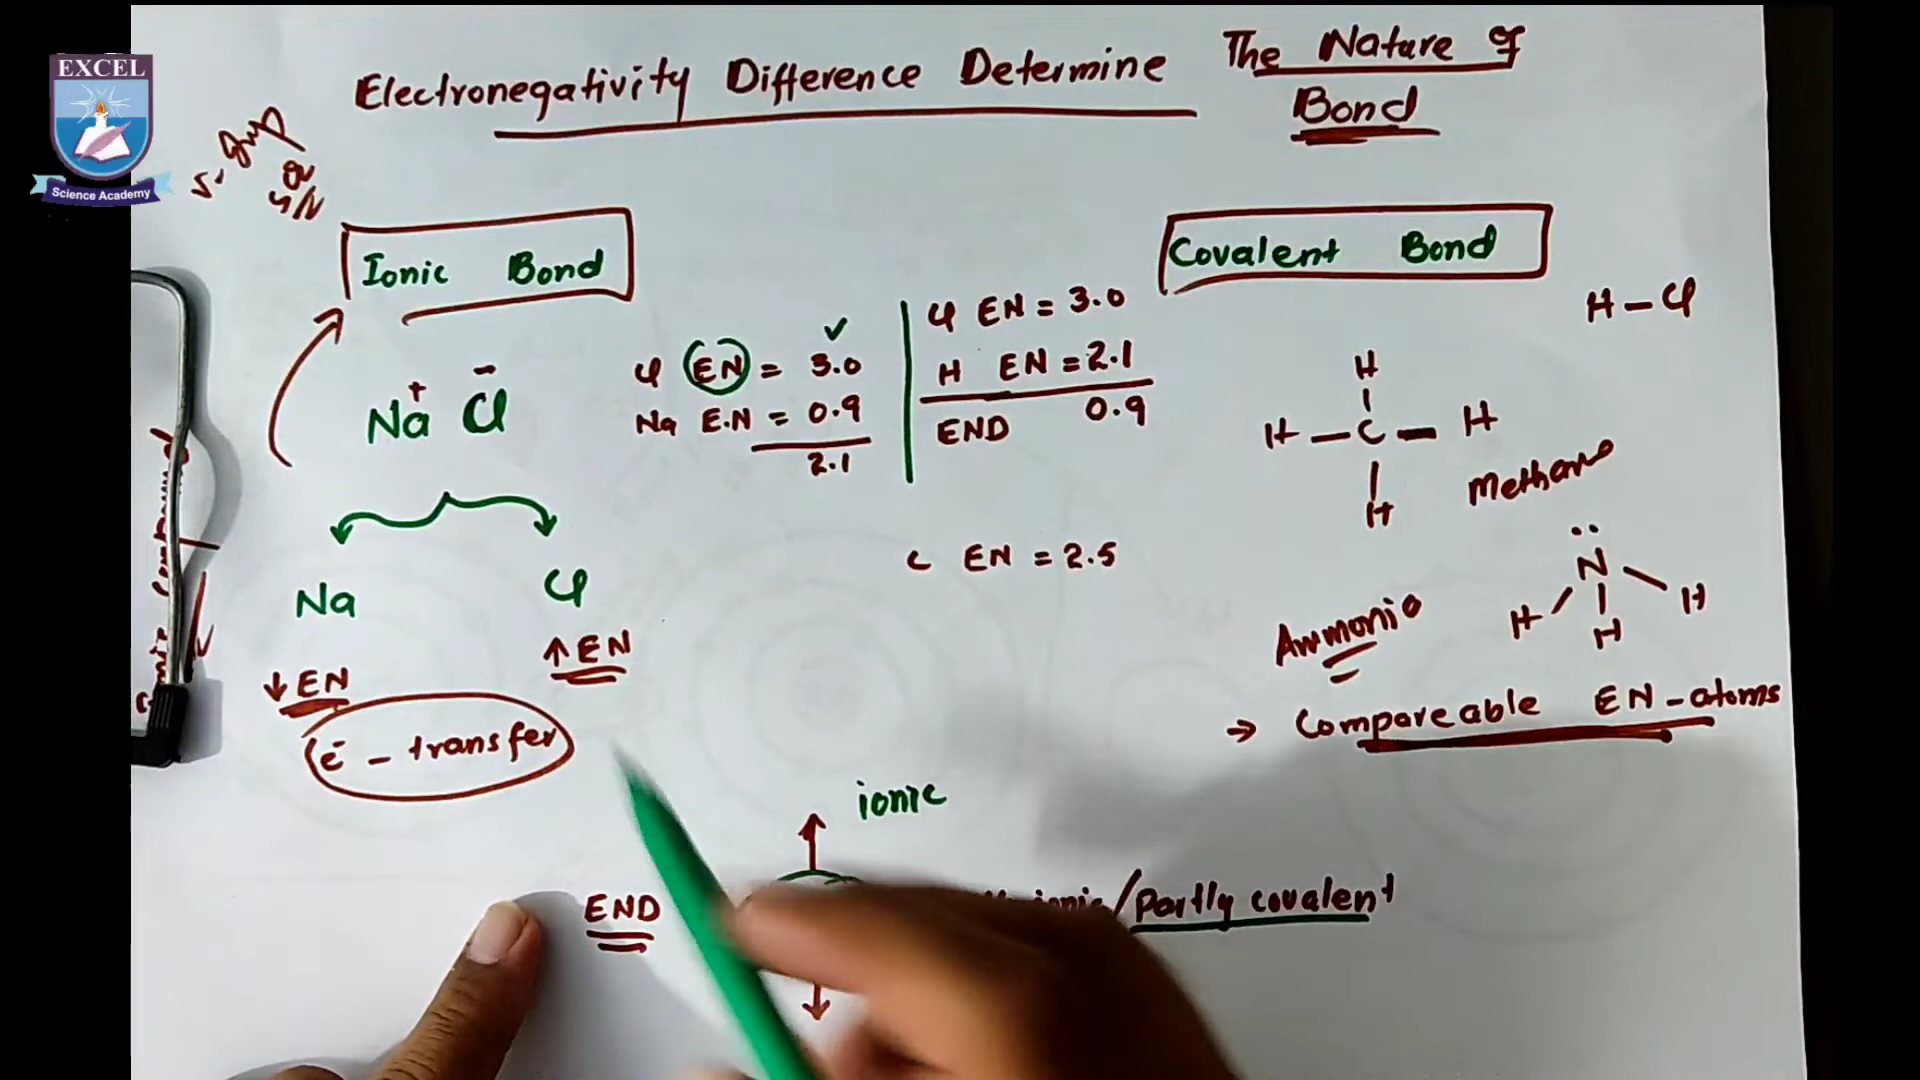 EXCEL
Science Academy
Electronegativity Difference Determine The Nature of
Bond
Ionic Bond
Covalent Bond
Na+ Cl-
Cl EN = 3.0 ✓
Na E.N = 0.9
2.1
Cl EN = 3.0
H EN = 2.1
END 0.9
H – Cl
H
H – C – H
H
Methane
C EN = 2.5
Na Cl
↓ EN ↑ EN
e- – transfer
N
H H H
Ammonia
→ Compareable EN-atoms
ionic
END
ionic / Partly covalent